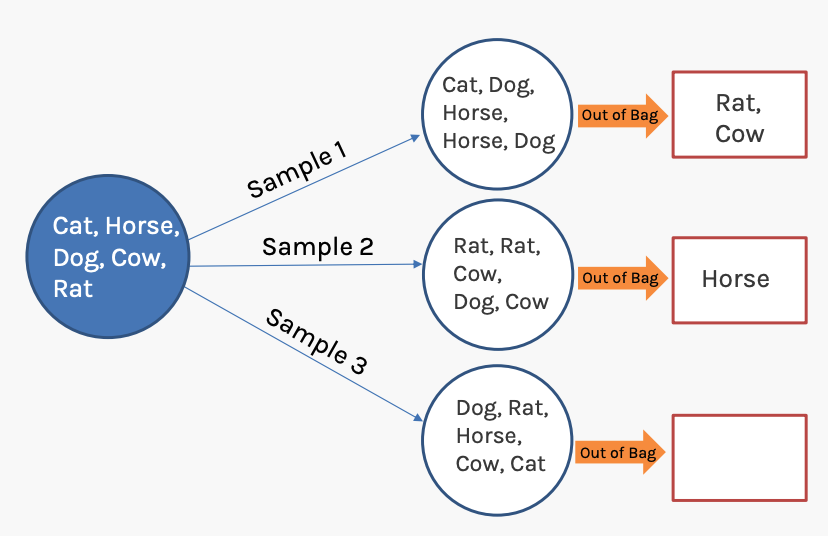 Cat, Horse,
Dog, Cow,
Rat
Sample 1
Cat, Dog,
Horse,
Horse, Dog
Out of Bag
Rat,
Cow
Sample 2
Rat, Rat,
Cow,
Dog, Cow
Out of Bag
Horse
Sample 3
Dog, Rat,
Horse,
Cow, Cat
Out of Bag